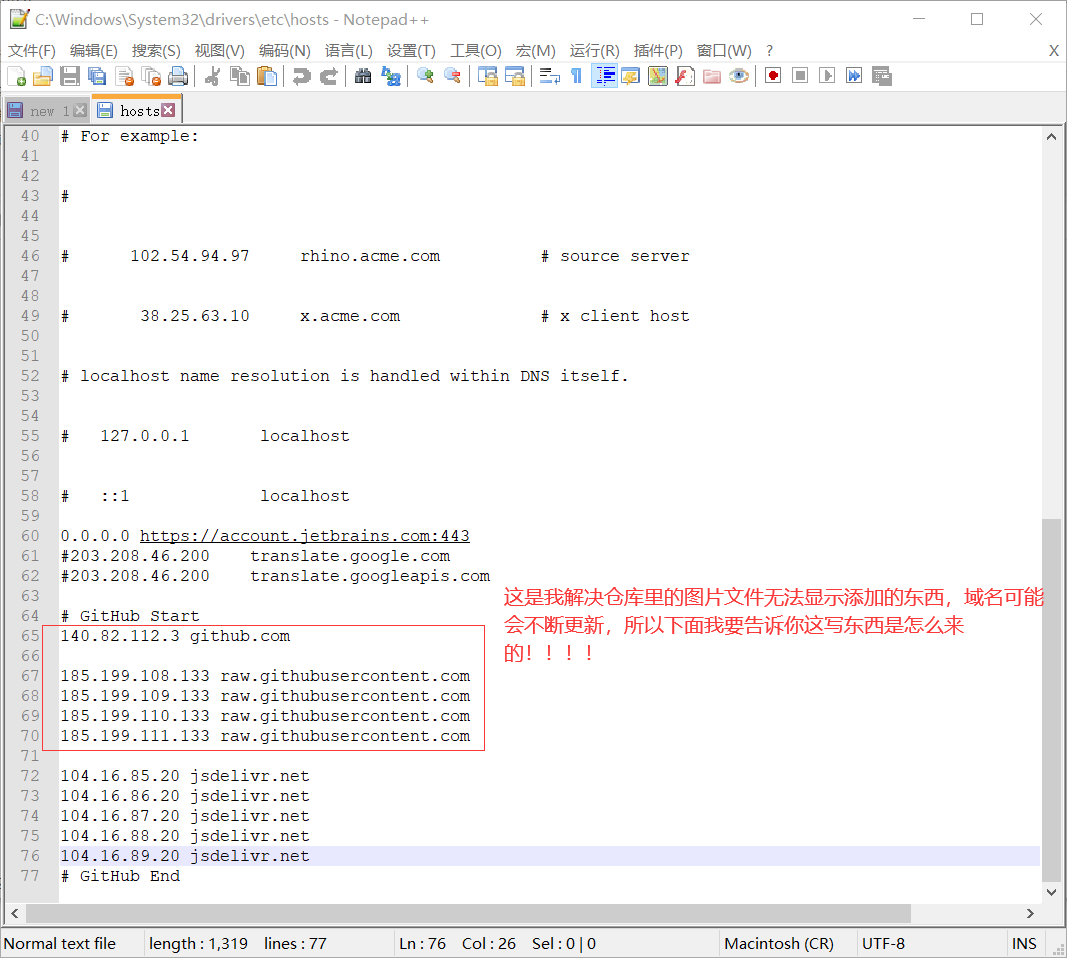 C:\Windows\System32\drivers\etc\hosts - Notepad++
文件(F) 编辑(E) 搜索(S) 视图(V) 编码(N) 语言(L) 设置(T) 工具(O) 宏(M) 运行(R) 插件(P) 窗口(W) ? X
new 1 hosts
40 # For example:
41
42
43 #
44
45
46 # 102.54.94.97 rhino.acme.com # source server
47
48
49 # 38.25.63.10 x.acme.com # x client host
50
51
52 # localhost name resolution is handled within DNS itself.
53
54
55 # 127.0.0.1 localhost
56
57
58 # ::1 localhost
59
60 0.0.0.0 https://account.jetbrains.com:443
61 #203.208.46.200 translate.google.com
62 #203.208.46.200 translate.googleapis.com
63
这是我解决仓库里的图片文件无法显示添加的东西，域名可能
会不断更新，所以下面我要告诉你这写东西是怎么来
的！！！！
64 # GitHub Start
65 140.82.112.3 github.com
66
67 185.199.108.133 raw.githubusercontent.com
68 185.199.109.133 raw.githubusercontent.com
69 185.199.110.133 raw.githubusercontent.com
70 185.199.111.133 raw.githubusercontent.com
71
72 104.16.85.20 jsdelivr.net
73 104.16.86.20 jsdelivr.net
74 104.16.87.20 jsdelivr.net
75 104.16.88.20 jsdelivr.net
76 104.16.89.20 jsdelivr.net
77 # GitHub End
Normal text file length : 1,319 lines : 77 Ln : 76 Col : 26 Sel : 0 | 0 Macintosh (CR) UTF-8 INS